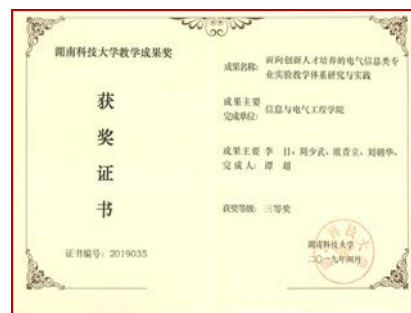 湖南科技大学教学成果奖
获
奖
证
书
证书编号：2019035
成果名称： 面向创新人才培养的电气信息类专
业实验教学体系研究与实践
成果主要
完成单位： 信息与电气工程学院
成果主要 李 目、周少武、欧青立、刘朝华、
完 成 人： 谭 超
获奖等级： 三等奖
湖南科技大学
二〇一九年四月